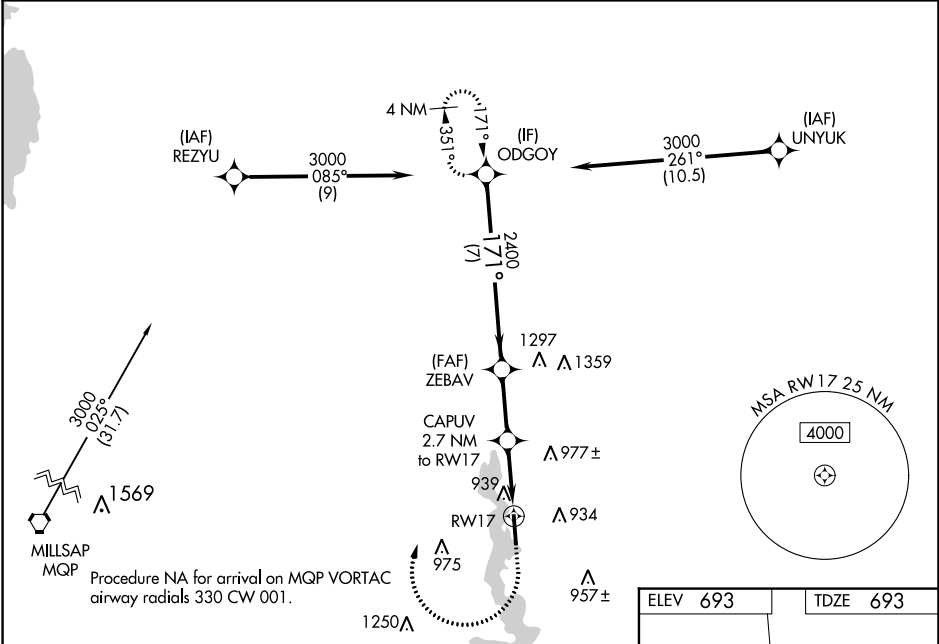 4 NM
351°
171°
(IF)
ODGOY
(IAF)
REZYU
3000
085°
(9)
(IAF)
UNYUK
3000
261°
(10.5)
2400
171°
(7)
1297
1359
(FAF)
ZEBAV
CAPUV
2.7 NM
to RW17
977±
939
RW17
934
975
957±
1250
3000
025°
(31.7)
1569
MILLSAP
MQP
Procedure NA for arrival on MQP VORTAC
airway radials 330 CW 001.
MSA RW17 25 NM
4000
ELEV 693
TDZE 693